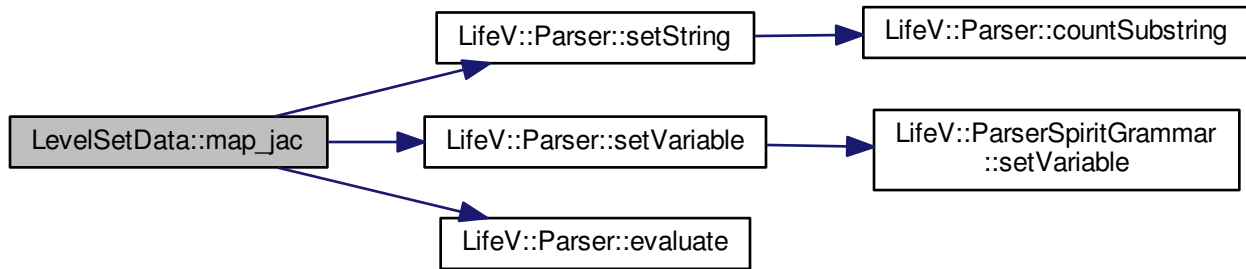 LifeV::Parser::setString
LifeV::Parser::countSubstring
LevelSetData::map_jac
LifeV::Parser::setVariable
LifeV::ParserSpiritGrammar
::setVariable
LifeV::Parser::evaluate